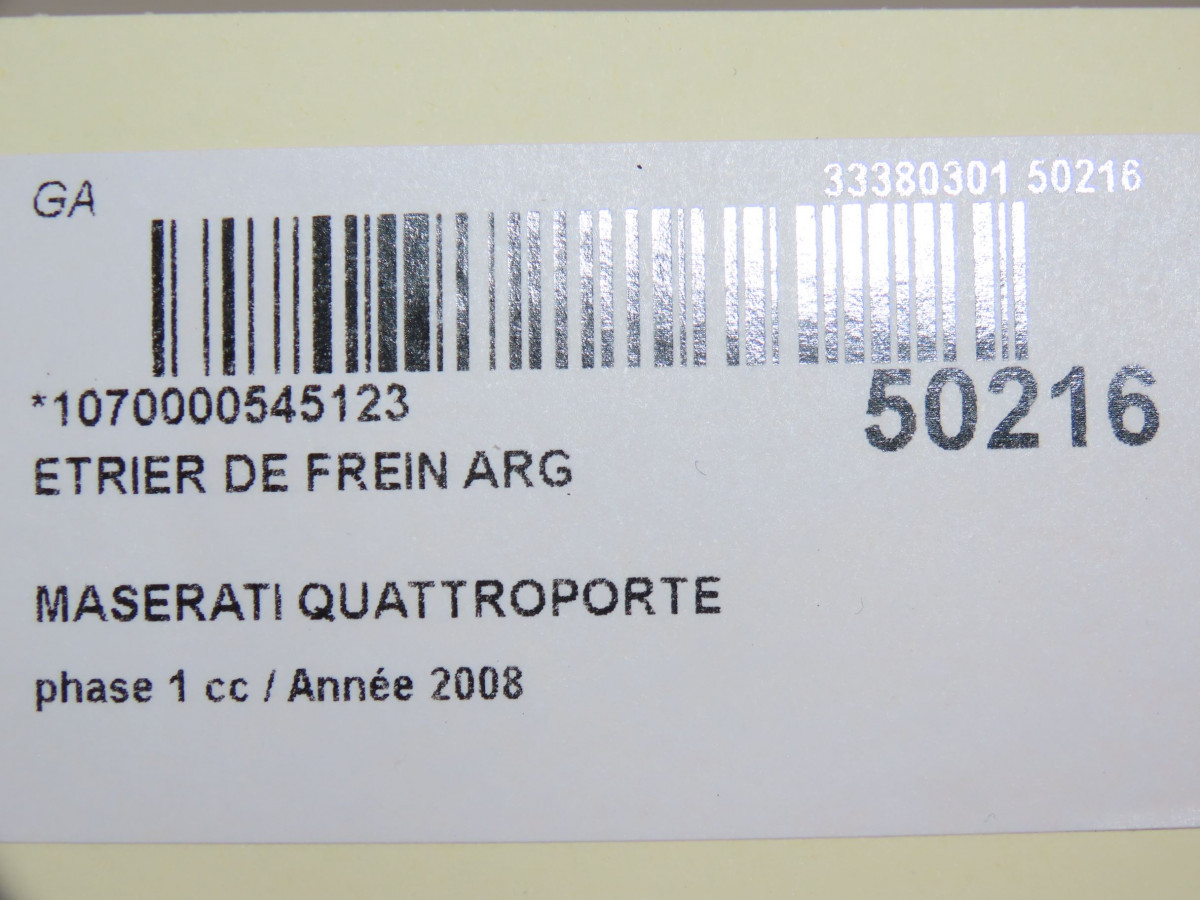 GA
33380301 50216
*1070000545123
50216
ETRIER DE FREIN ARG
MASERATI QUATTROPORTE
phase 1 cc / Année 2008